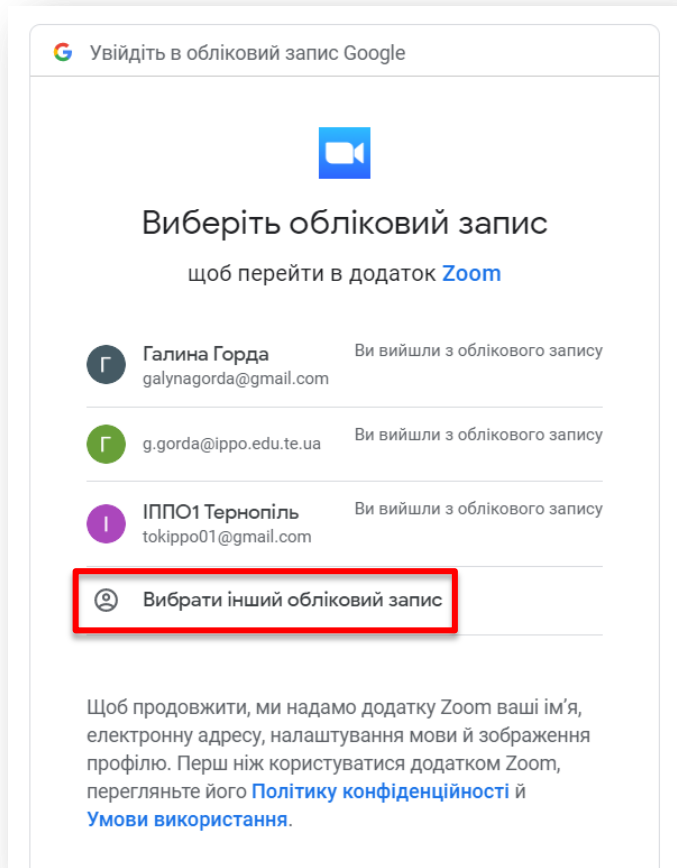 Увійдіть в обліковий запис Google
Виберіть обліковий запис
щоб перейти в додаток Zoom
Г
Галина Горда
Ви вийшли з облікового запису
galynagorda@gmail.com
Г
g.gorda@ippo.edu.te.ua
Ви вийшли з облікового запису
І
ІППО1 Тернопіль
Ви вийшли з облікового запису
tokippo01@gmail.com
Вибрати інший обліковий запис
Щоб продовжити, ми надамо додатку Zoom ваші ім’я,
електронну адресу, налаштування мови й зображення
профілю. Перш ніж користуватися додатком Zoom,
перегляньте його Політику конфіденційності й
Умови використання.